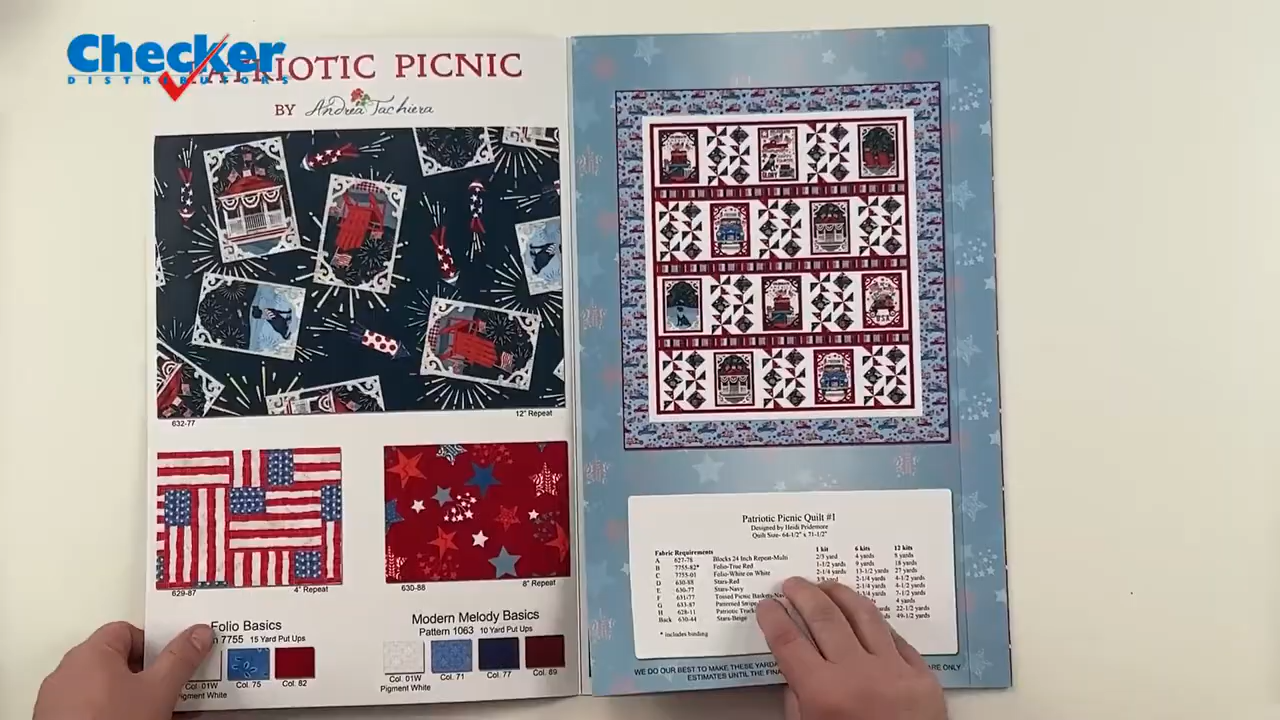 Checker
DISTRIBUTORS
PATRIOTIC PICNIC
BY Andrea Tachiera
632-77
12" Repeat
629-87
4" Repeat
630-88
8" Repeat
Folio Basics
7755 15 Yard Put Ups
Col. 01W
Pigment White
Col. 75
Col. 82
Modern Melody Basics
Pattern 1063 10 Yard Put Ups
Col. 01W
Pigment White
Col. 71
Col. 77
Col. 89
Patriotic Picnic Quilt #1
Designed by Heidi Pridemore
Quilt Size- 64-1/2" x 71-1/2"
Fabric Requirements 1 kit 6 kits 12 kits
A 627-78 Blocks 24 Inch Repeat-Multi 2/3 yard 4 yards 8 yards
B 7755-82* Folio-True Red 1-1/2 yards 9 yards 18 yards
C 7755-01 Folio-White on White 2-1/4 yards 13-1/2 yards 27 yards
D 630-88 Stars-Red 3/8 yard 2-1/4 yards 4-1/2 yards
E 630-77 Stars-Navy 2-1/4 yards 4-1/2 yards
F 631-77 Tossed Picnic Baskets-Navy 7-1/2 yards
G 633-87 Patterned Stripe 4 yards
H 628-11 Patriotic Truck 22-1/2 yards
Back 630-44 Stars-Beige 49-1/2 yards
* includes binding
WE DO OUR BEST TO MAKE THESE YARDA ARE ONLY
ESTIMATES UNTIL THE FINA